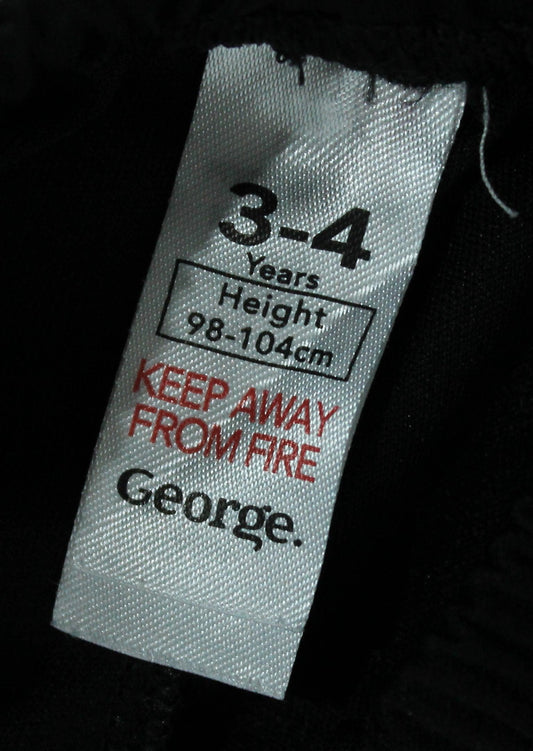 3-4
Years
Height
98-104cm
KEEP AWAY
FROM FIRE
George.